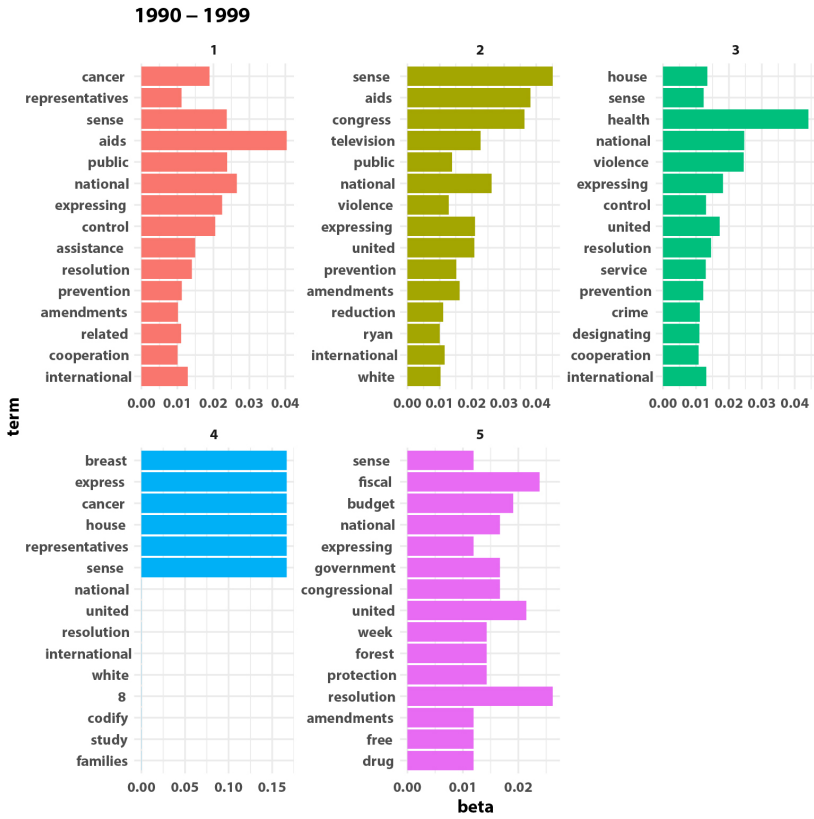 1990 – 1999
1
cancer
representatives
sense
aids
public
national
expressing
control
assistance
resolution
prevention
amendments
related
cooperation
international
0.00 0.01 0.02 0.03 0.04
2
sense
aids
congress
television
public
national
violence
expressing
united
prevention
amendments
reduction
ryan
international
white
0.00 0.01 0.02 0.03 0.04
3
house
sense
health
national
violence
expressing
control
united
resolution
service
prevention
crime
designating
cooperation
international
0.00 0.01 0.02 0.03 0.04
term
4
breast
express
cancer
house
representatives
sense
national
united
resolution
international
white
8
codify
study
families
0.00 0.05 0.10 0.15
5
sense
fiscal
budget
national
expressing
government
congressional
united
week
forest
protection
resolution
amendments
free
drug
0.00 0.01 0.02
beta